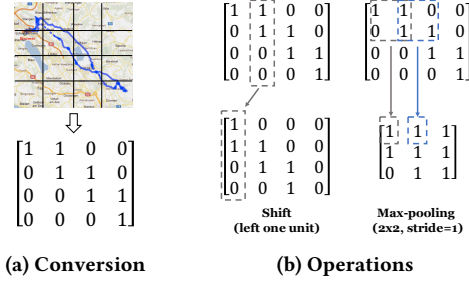 1 1 0 0
0 1 1 0
0 0 1 1
0 0 0 1
(a) Conversion
1 1 0 0
0 1 1 0
0 0 1 1
0 0 0 1
1 0 0 0
1 1 0 0
0 1 1 0
0 0 1 0
Shift
(left one unit)
1 1 0 0
0 1 1 0
0 0 1 1
0 0 0 1
1 1 1
1 1 1
0 1 1
Max-pooling
(2x2, stride=1)
(b) Operations